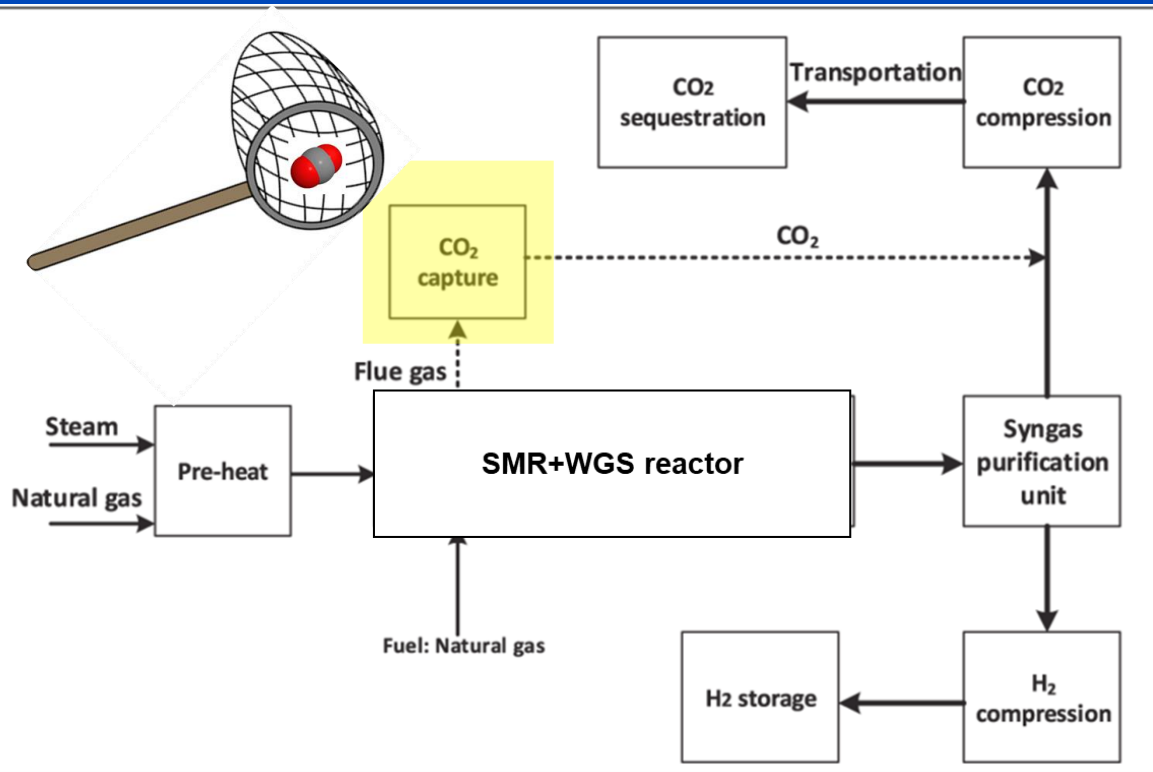 Transportation
CO2
sequestration
CO2
compression
CO₂
capture
CO₂
Flue gas
Steam
Natural gas
Pre-heat
SMR+WGS reactor
Syngas
purification
unit
Fuel: Natural gas
H2 storage
H₂
compression